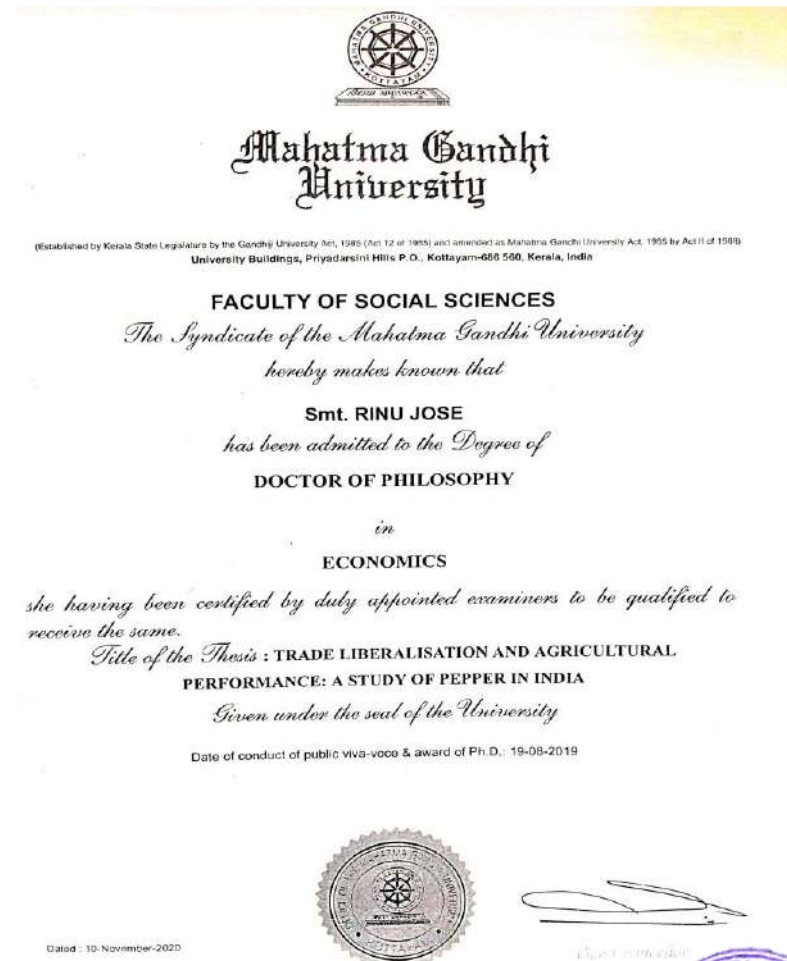 MAHATMA GANDHI UNIVERSITY
KOTTAYAM
Mahatma Gandhi
University
(Established by Kerala State Legislature by the Gandhiji University Act, 1985 (Act 12 of 1985) and amended as Mahatma Gandhi University Act, 1985 by Act II of 1988)
University Buildings, Priyadarsini Hills P.O., Kottayam-686 560, Kerala, India
FACULTY OF SOCIAL SCIENCES
The Syndicate of the Mahatma Gandhi University
hereby makes known that
Smt. RINU JOSE
has been admitted to the Degree of
DOCTOR OF PHILOSOPHY
in
ECONOMICS
she having been certified by duly appointed examiners to be qualified to
receive the same.
Title of the Thesis : TRADE LIBERALISATION AND AGRICULTURAL
PERFORMANCE: A STUDY OF PEPPER IN INDIA
Given under the seal of the University
Date of conduct of public viva-voce & award of Ph.D.: 19-08-2019
KOTTAYAM
Dated : 10-November-2020